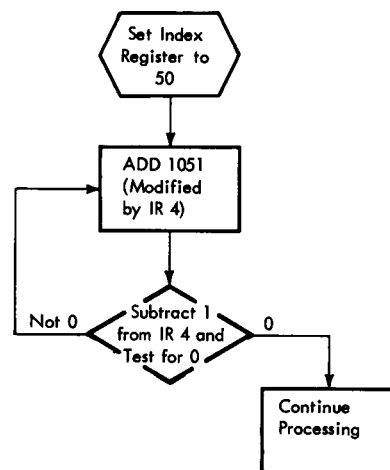 Set Index
Register to
50
ADD 1051
(Modified
by IR 4)
Not 0
Subtract 1
from IR 4 and
Test for 0
0
Continue
Processing